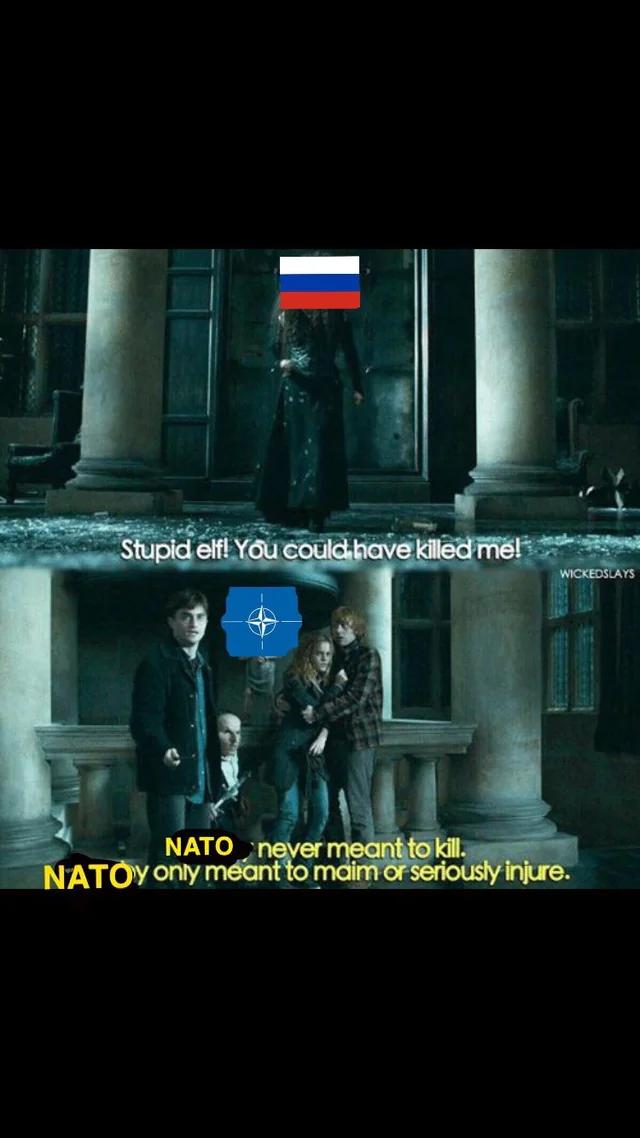 Stupid elf! You could have killed me!
WICKEDSLAYS
NATO never meant to kill.
NATO y only meant to maim or seriously injure.